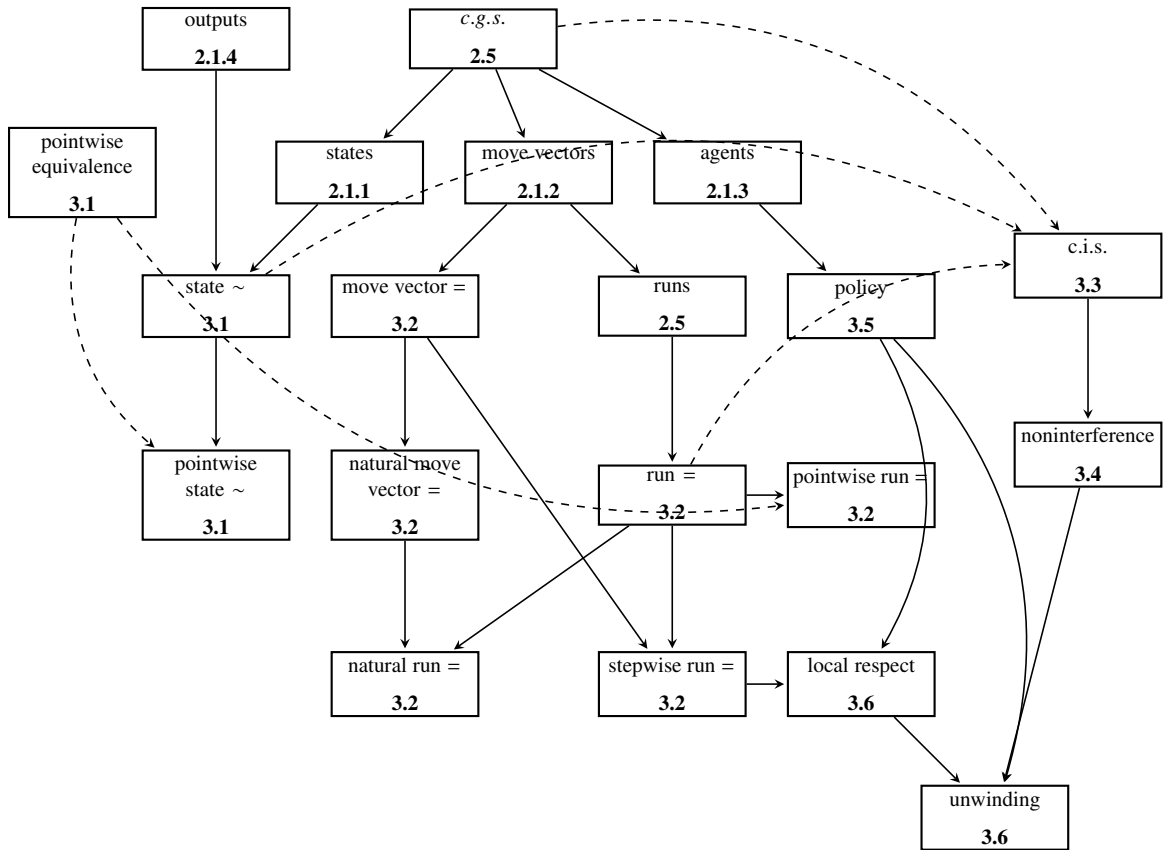 outputs
2.1.4
c.g.s.
2.5
pointwise
equivalence
3.1
states
2.1.1
move vectors
2.1.2
agents
2.1.3
state ~
3.1
move vector =
3.2
runs
2.5
policy
3.5
c.i.s.
3.3
pointwise
state ~
3.1
natural move
vector =
3.2
run =
3.2
pointwise run =
3.2
noninterference
3.4
natural run =
3.2
stepwise run =
3.2
local respect
3.6
unwinding
3.6